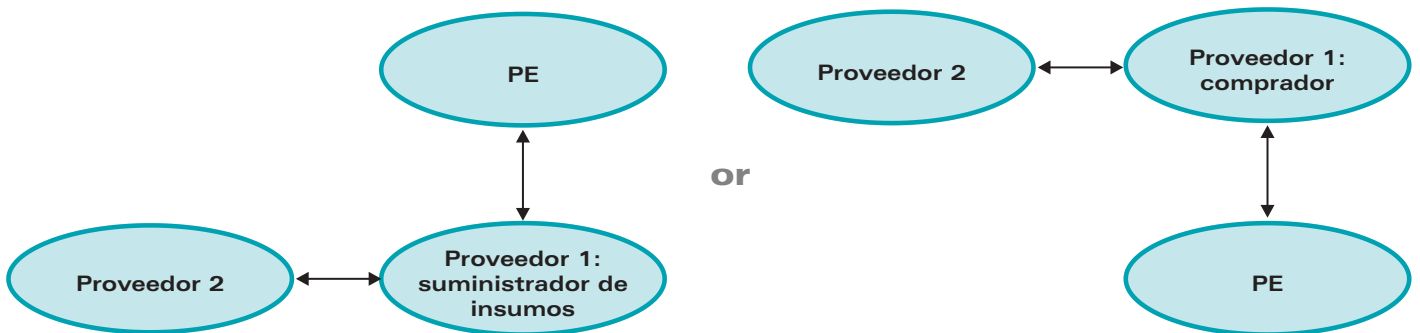 PE
Proveedor 2
Proveedor 1:
suministrador de
insumos
or
Proveedor 2
Proveedor 1:
comprador
PE